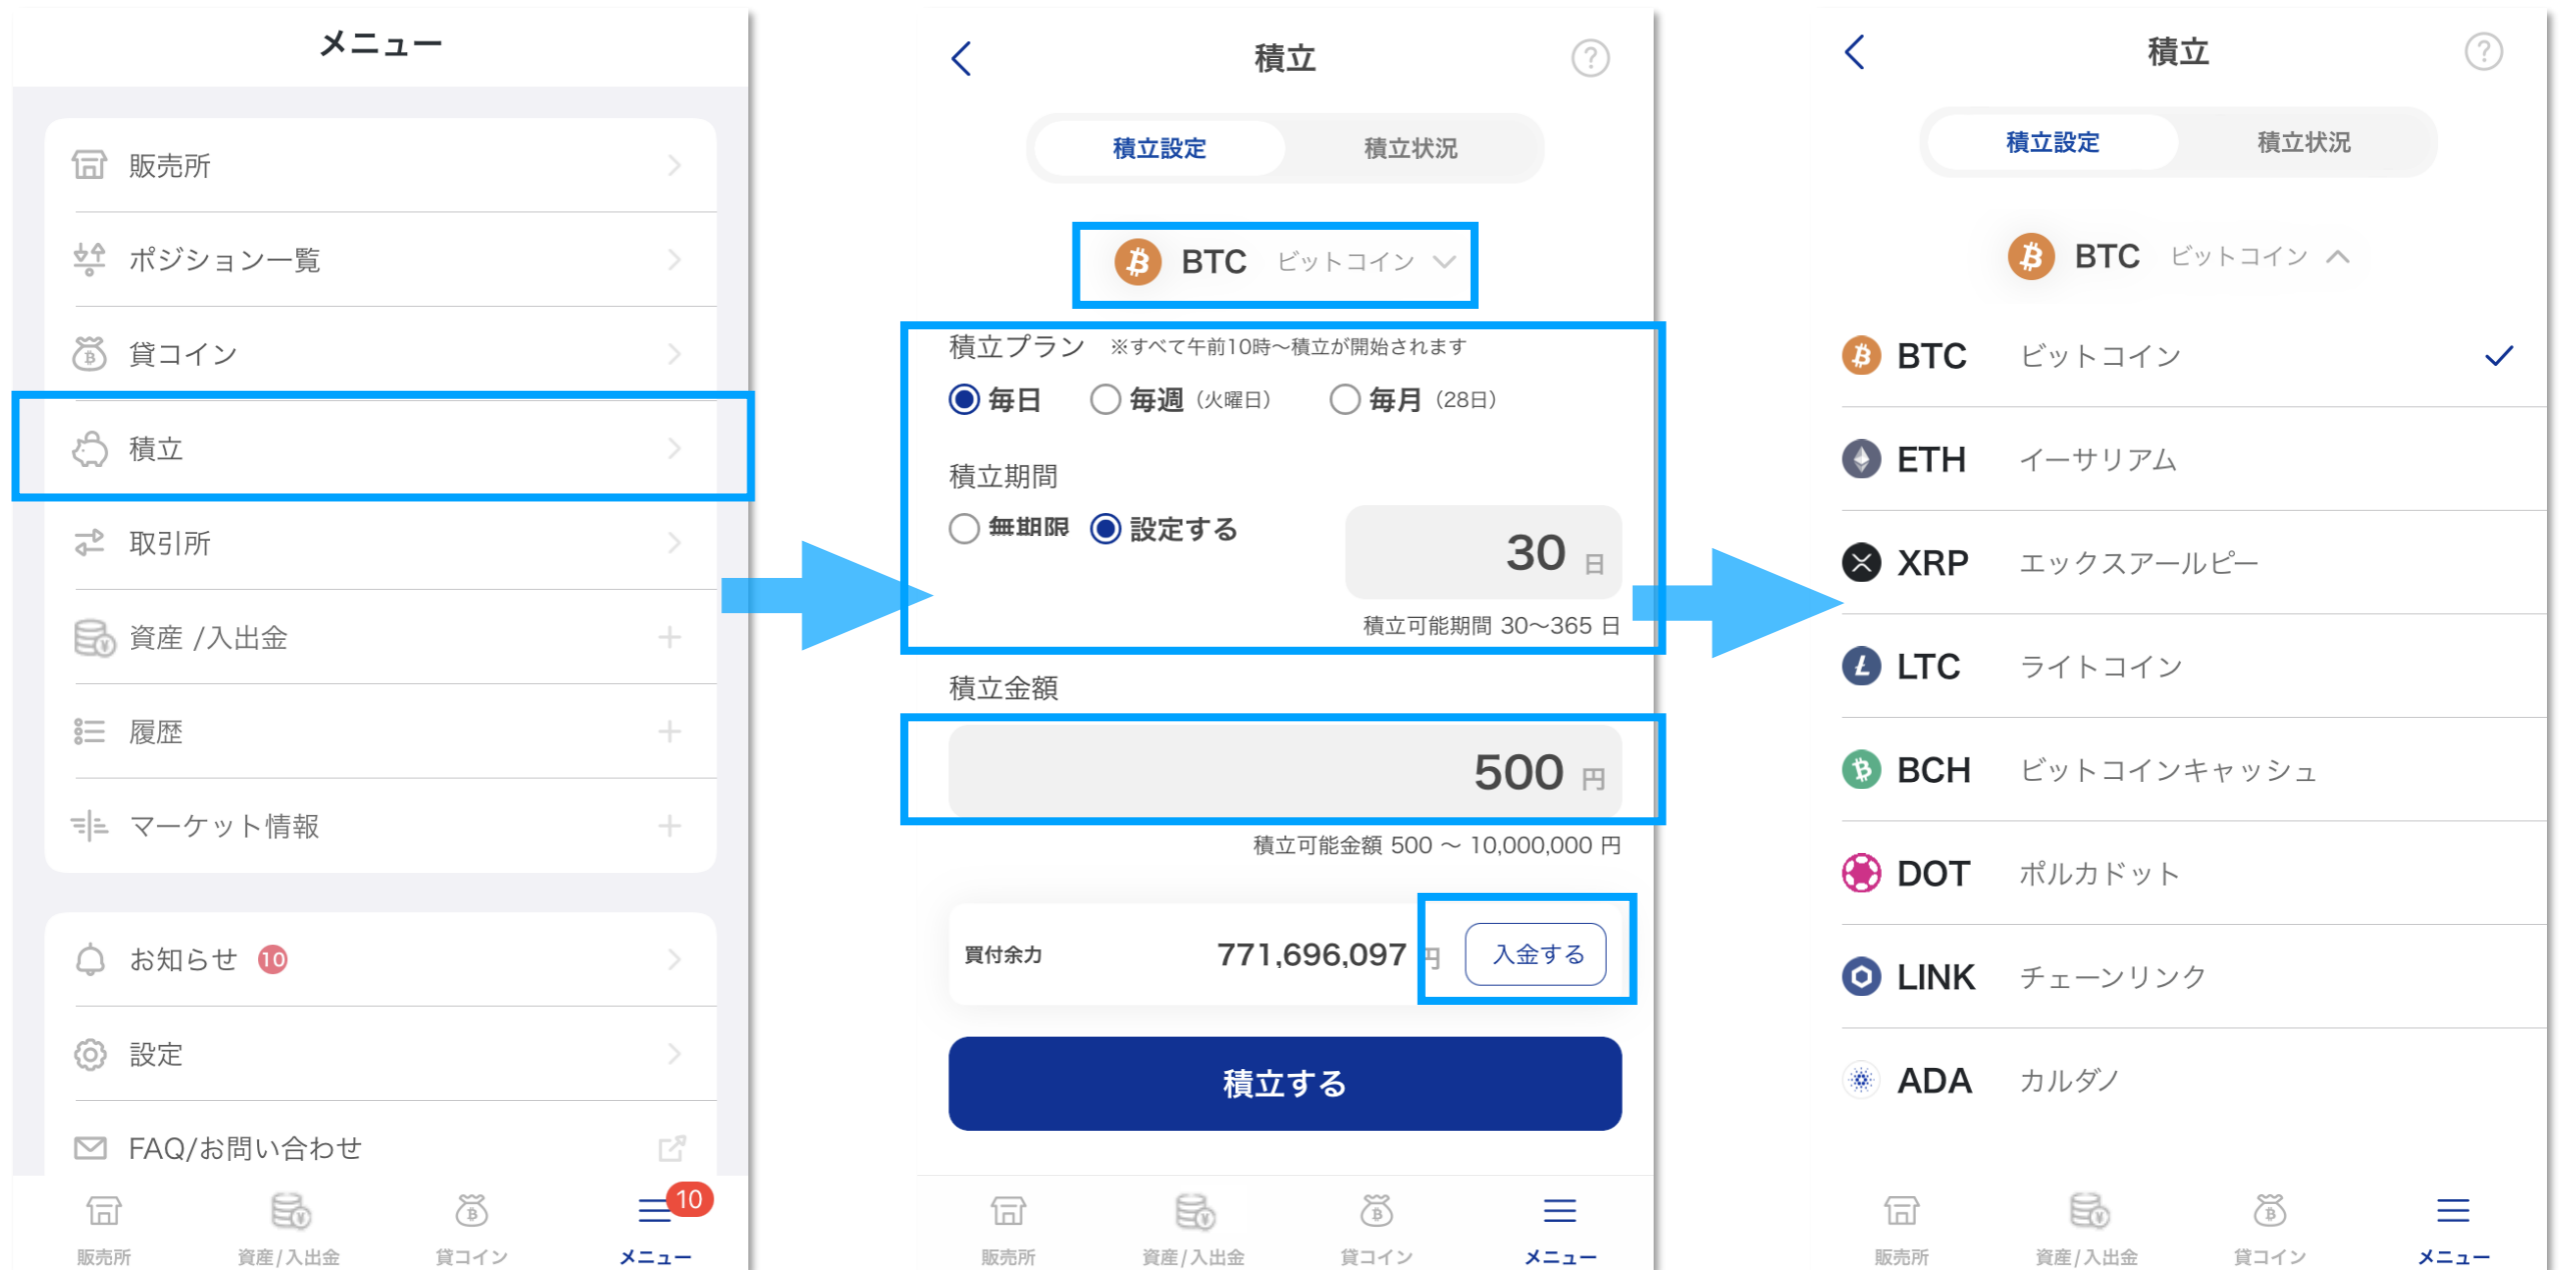 メニュー
販売所
ポジション一覧
貸コイン
積立
取引所
資産 /入出金
履歴
マーケット情報
お知らせ 10
設定
FAQ/お問い合わせ
販売所 資産/入出金 貸コイン メニュー 10
積立
積立設定 積立状況
BTC ビットコイン
積立プラン ※すべて午前10時～積立が開始されます
毎日 毎週（火曜日） 毎月（28日）
積立期間
無期限 設定する
30 日
積立可能期間 30～365 日
積立金額
500 円
積立可能金額 500 ～ 10,000,000 円
買付余力 771,696,097 円 入金する
積立する
販売所 資産/入出金 貸コイン メニュー
積立
積立設定 積立状況
BTC ビットコイン
BTC ビットコイン
ETH イーサリアム
XRP エックスアールピー
LTC ライトコイン
BCH ビットコインキャッシュ
DOT ポルカドット
LINK チェーンリンク
ADA カルダノ
販売所 資産/入出金 貸コイン メニュー